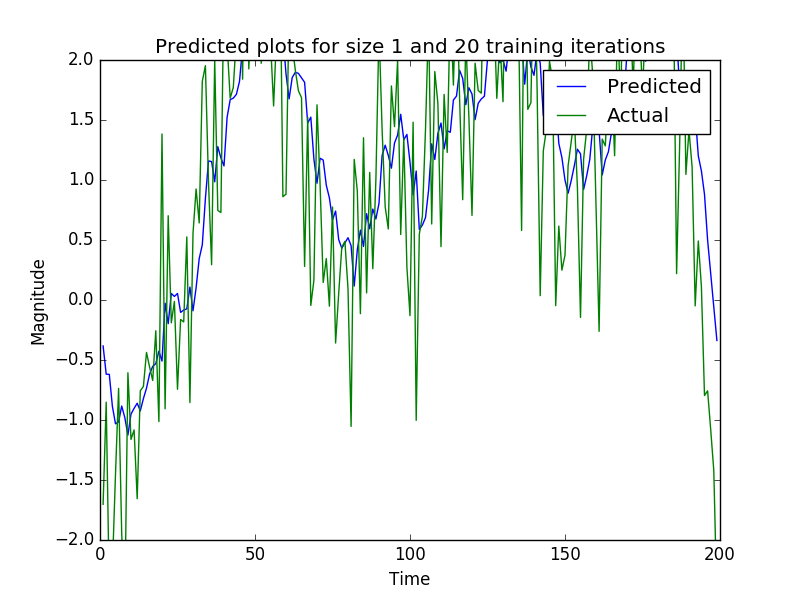 Predicted plots for size 1 and 20 training iterations
2.0
1.5
1.0
0.5
0.0
−0.5
−1.0
−1.5
−2.0
Magnitude
Predicted
Actual
0 50 100 150 200
Time